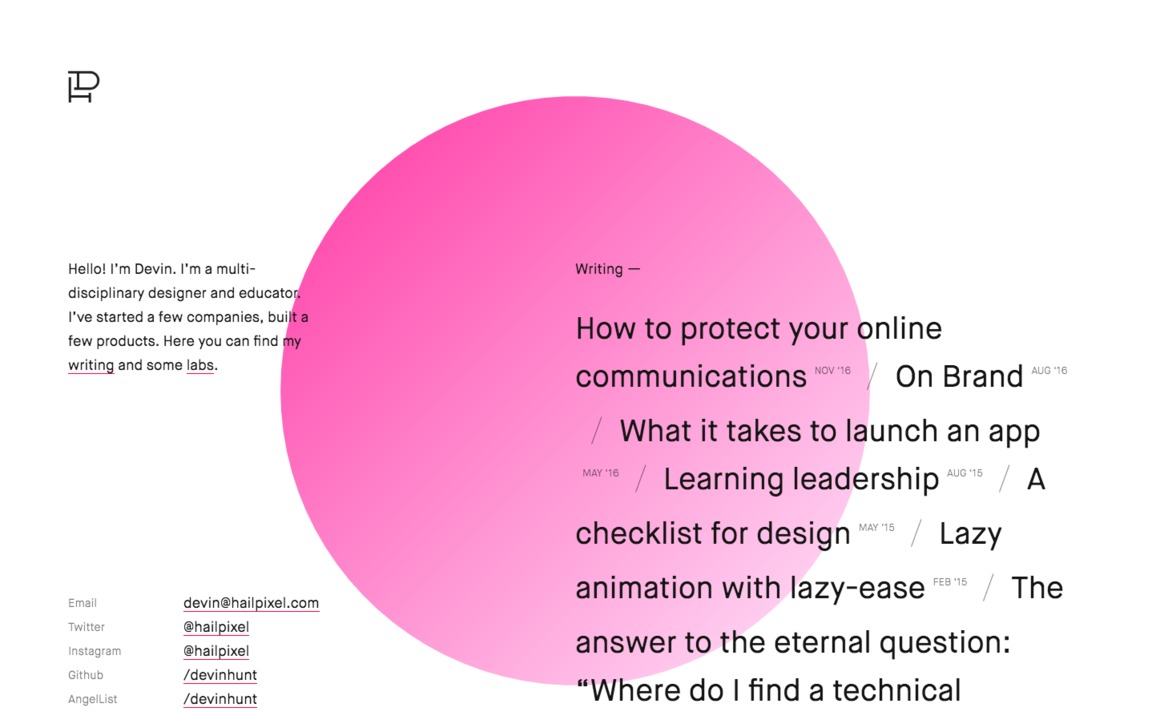 Hello! I'm Devin. I'm a multi-
disciplinary designer and educator.
I've started a few companies, built a
few products. Here you can find my
writing and some labs.
Email devin@hailpixel.com
Twitter @hailpixel
Instagram @hailpixel
Github /devinhunt
AngelList /devinhunt
Writing —
How to protect your online
communications NOV '16 / On Brand AUG '16
/ What it takes to launch an app
MAY '16 / Learning leadership AUG '15 / A
checklist for design MAY '15 / Lazy
animation with lazy-ease FEB '15 / The
answer to the eternal question:
“Where do I find a technical